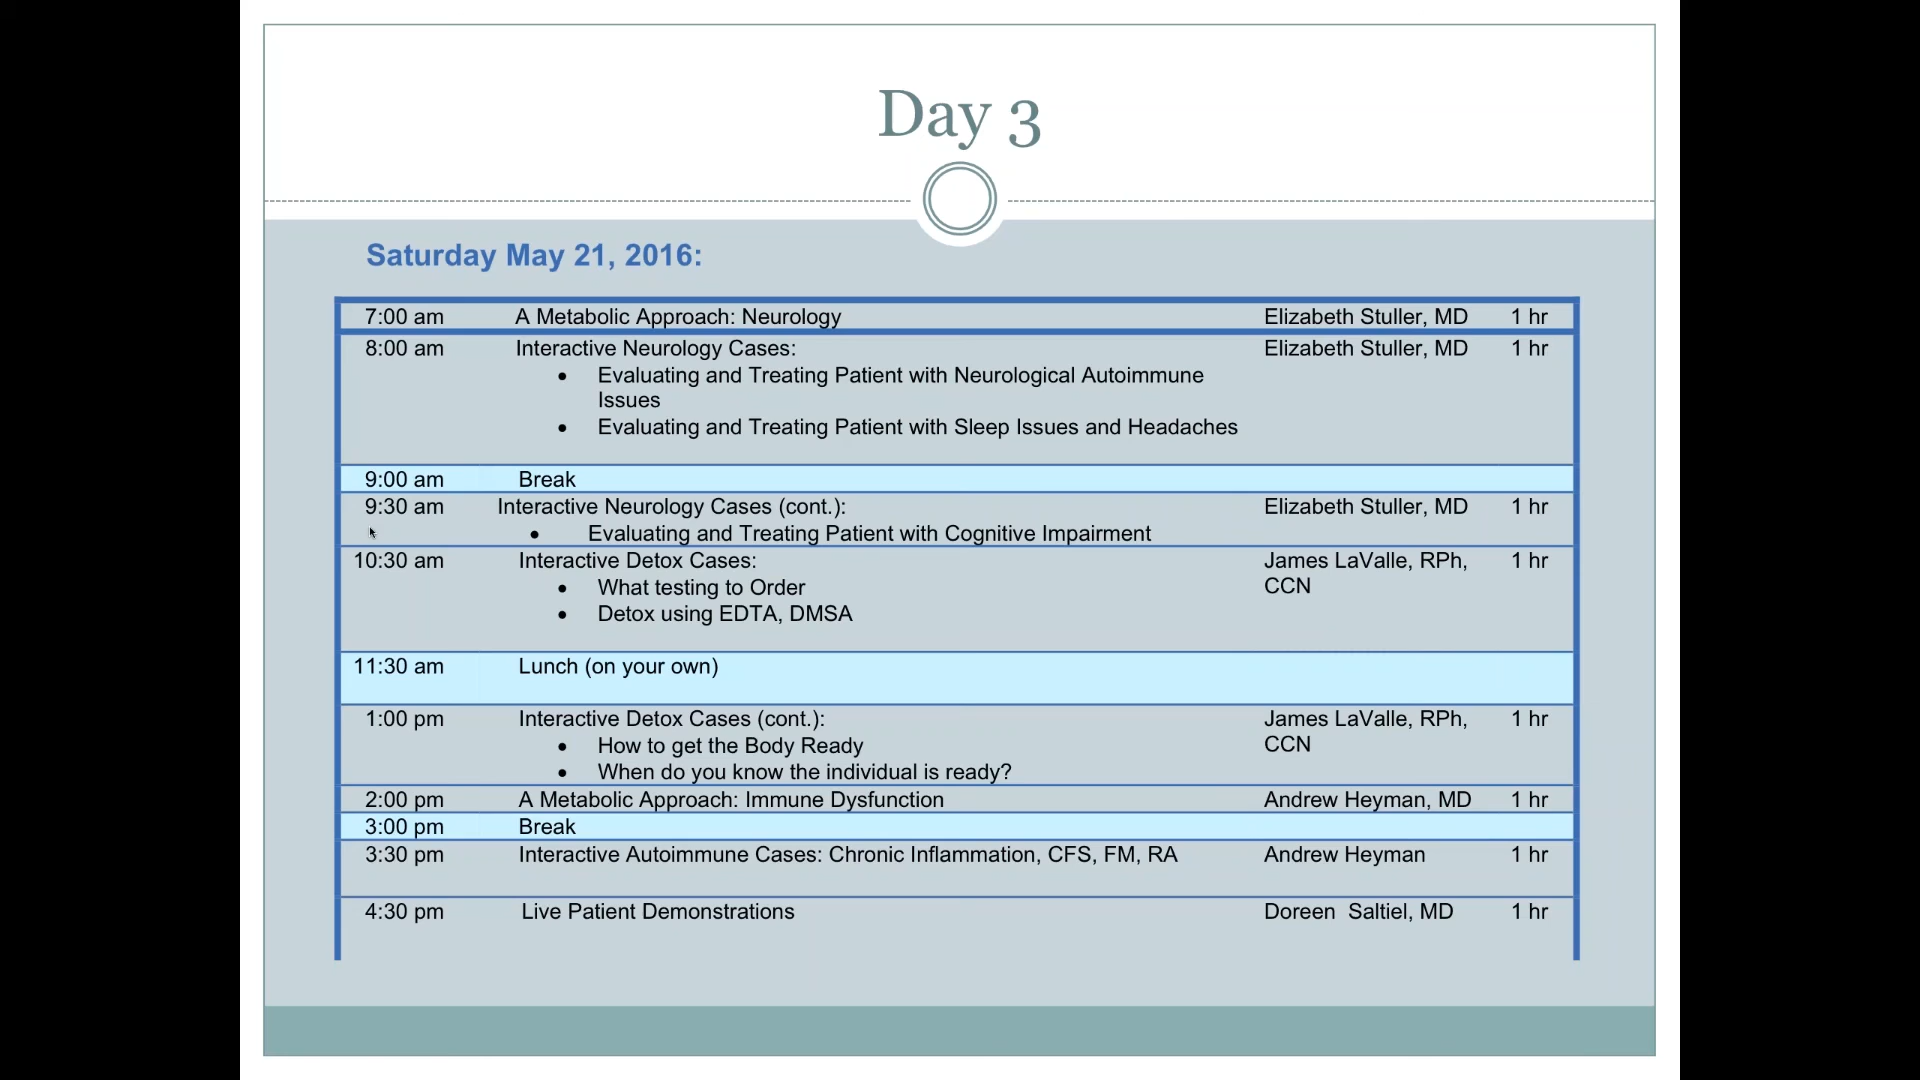 Day 3
Saturday May 21, 2016:
7:00 am A Metabolic Approach: Neurology Elizabeth Stuller, MD 1 hr
8:00 am Interactive Neurology Cases: Elizabeth Stuller, MD 1 hr
• Evaluating and Treating Patient with Neurological Autoimmune
Issues
• Evaluating and Treating Patient with Sleep Issues and Headaches
9:00 am Break
9:30 am Interactive Neurology Cases (cont.): Elizabeth Stuller, MD 1 hr
• Evaluating and Treating Patient with Cognitive Impairment
10:30 am Interactive Detox Cases: James LaValle, RPh, 1 hr
• What testing to Order CCN
• Detox using EDTA, DMSA
11:30 am Lunch (on your own)
1:00 pm Interactive Detox Cases (cont.): James LaValle, RPh, 1 hr
• How to get the Body Ready CCN
• When do you know the individual is ready?
2:00 pm A Metabolic Approach: Immune Dysfunction Andrew Heyman, MD 1 hr
3:00 pm Break
3:30 pm Interactive Autoimmune Cases: Chronic Inflammation, CFS, FM, RA Andrew Heyman 1 hr
4:30 pm Live Patient Demonstrations Doreen Saltiel, MD 1 hr